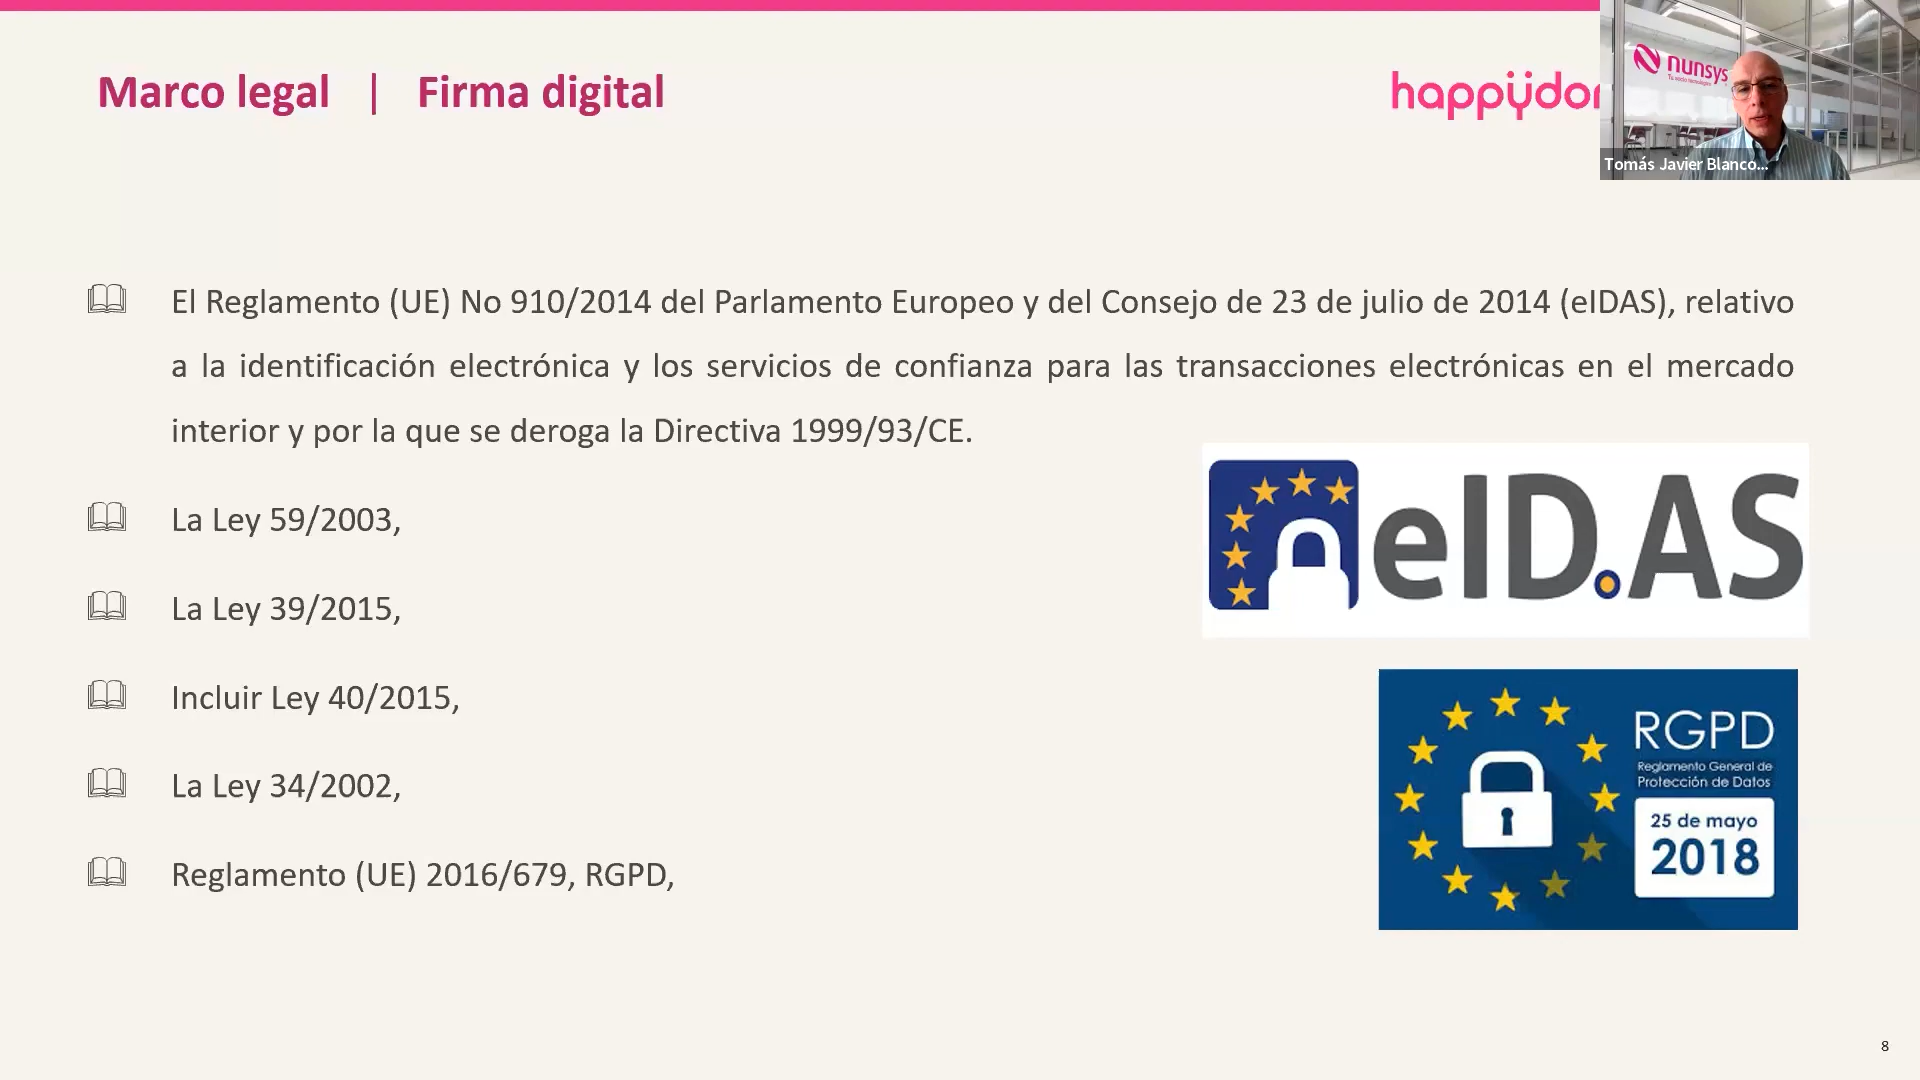 Marco legal | Firma digital
happÿdo
nunsys
Tomás Javier Blanco...
El Reglamento (UE) No 910/2014 del Parlamento Europeo y del Consejo de 23 de julio de 2014 (eIDAS), relativo
a la identificación electrónica y los servicios de confianza para las transacciones electrónicas en el mercado
interior y por la que se deroga la Directiva 1999/93/CE.
eID.AS
La Ley 59/2003,
La Ley 39/2015,
Incluir Ley 40/2015,
La Ley 34/2002,
Reglamento (UE) 2016/679, RGPD,
RGPD
Reglamento General de
Protección de Datos
25 de mayo
2018
8